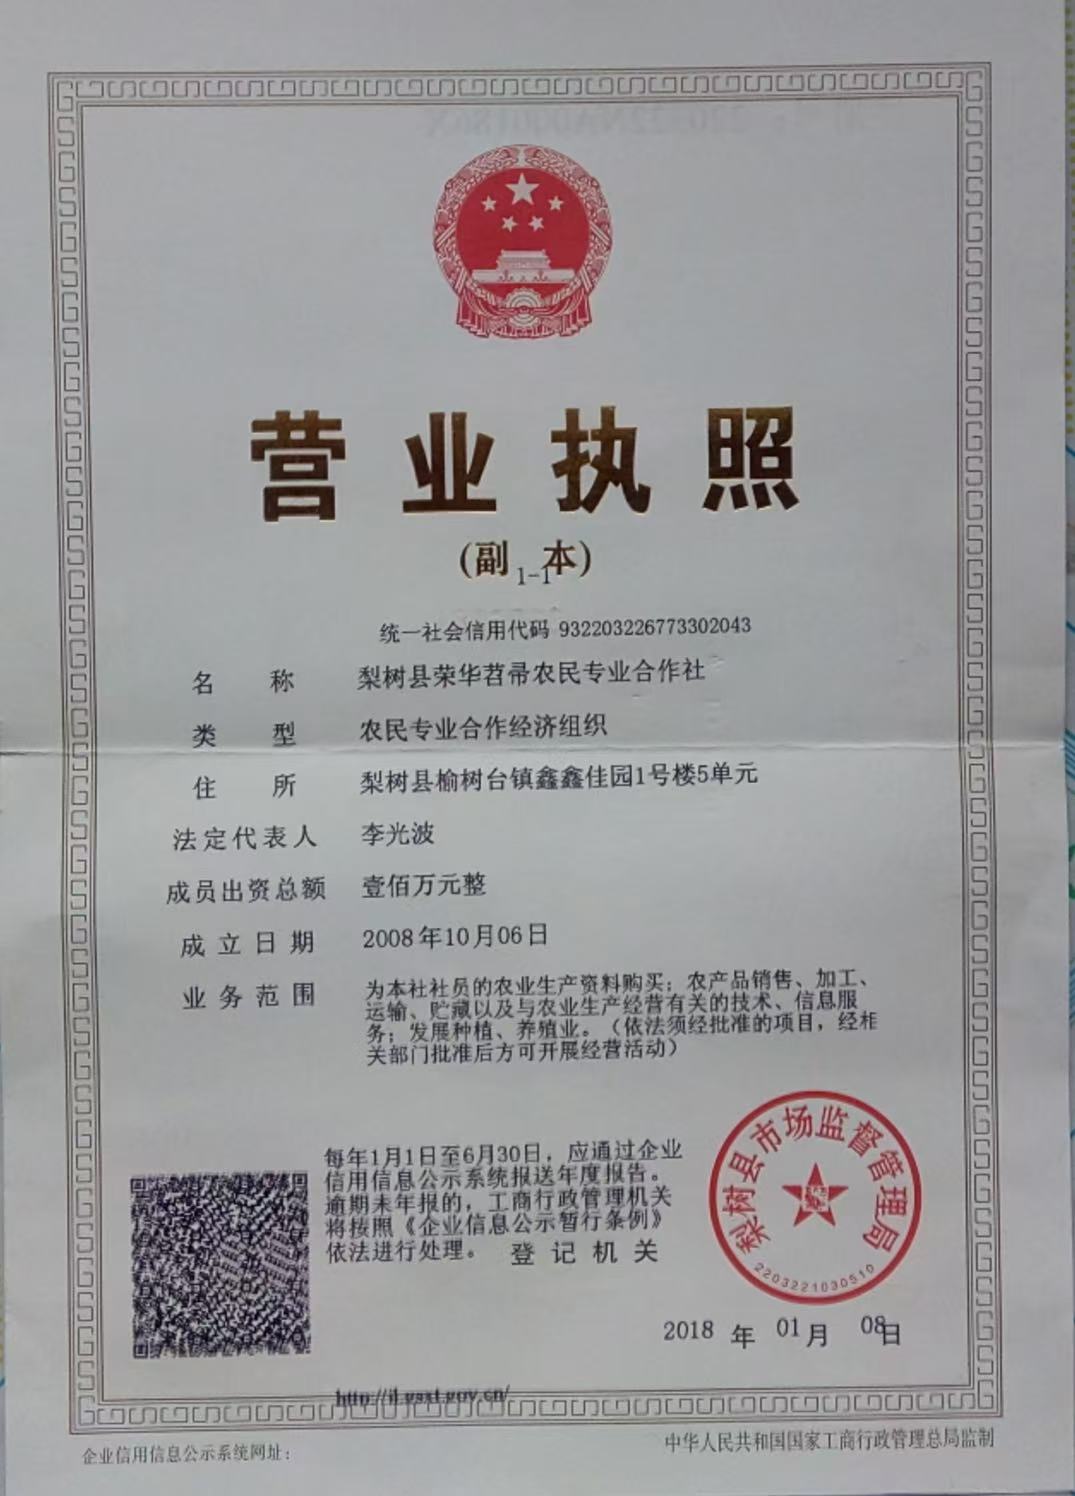 营业执照
(副 本)
1-1
统一社会信用代码 932203226773302043
名 称 梨树县荣华苕帚农民专业合作社
类 型 农民专业合作经济组织
住 所 梨树县榆树台镇鑫鑫佳园1号楼5单元
法定代表人 李光波
成员出资总额 壹佰万元整
成立日期 2008年10月06日
业务范围 为本社社员的农业生产资料购买；农产品销售、加工、
运输、贮藏以及与农业生产经营有关的技术、信息服
务；发展种植、养殖业。（依法须经批准的项目，经相
关部门批准后方可开展经营活动）
每年1月1日至6月30日，应通过企业
信用信息公示系统报送年度报告。
逾期未年报的，工商行政管理机关
将按照《企业信息公示暂行条例》
依法进行处理。
登记机关
梨树县市场监督管理局
2203221030510
2018 年 01 月 08 日
http://jl.gsxt.gov.cn/
企业信用信息公示系统网址：
中华人民共和国国家工商行政管理总局监制